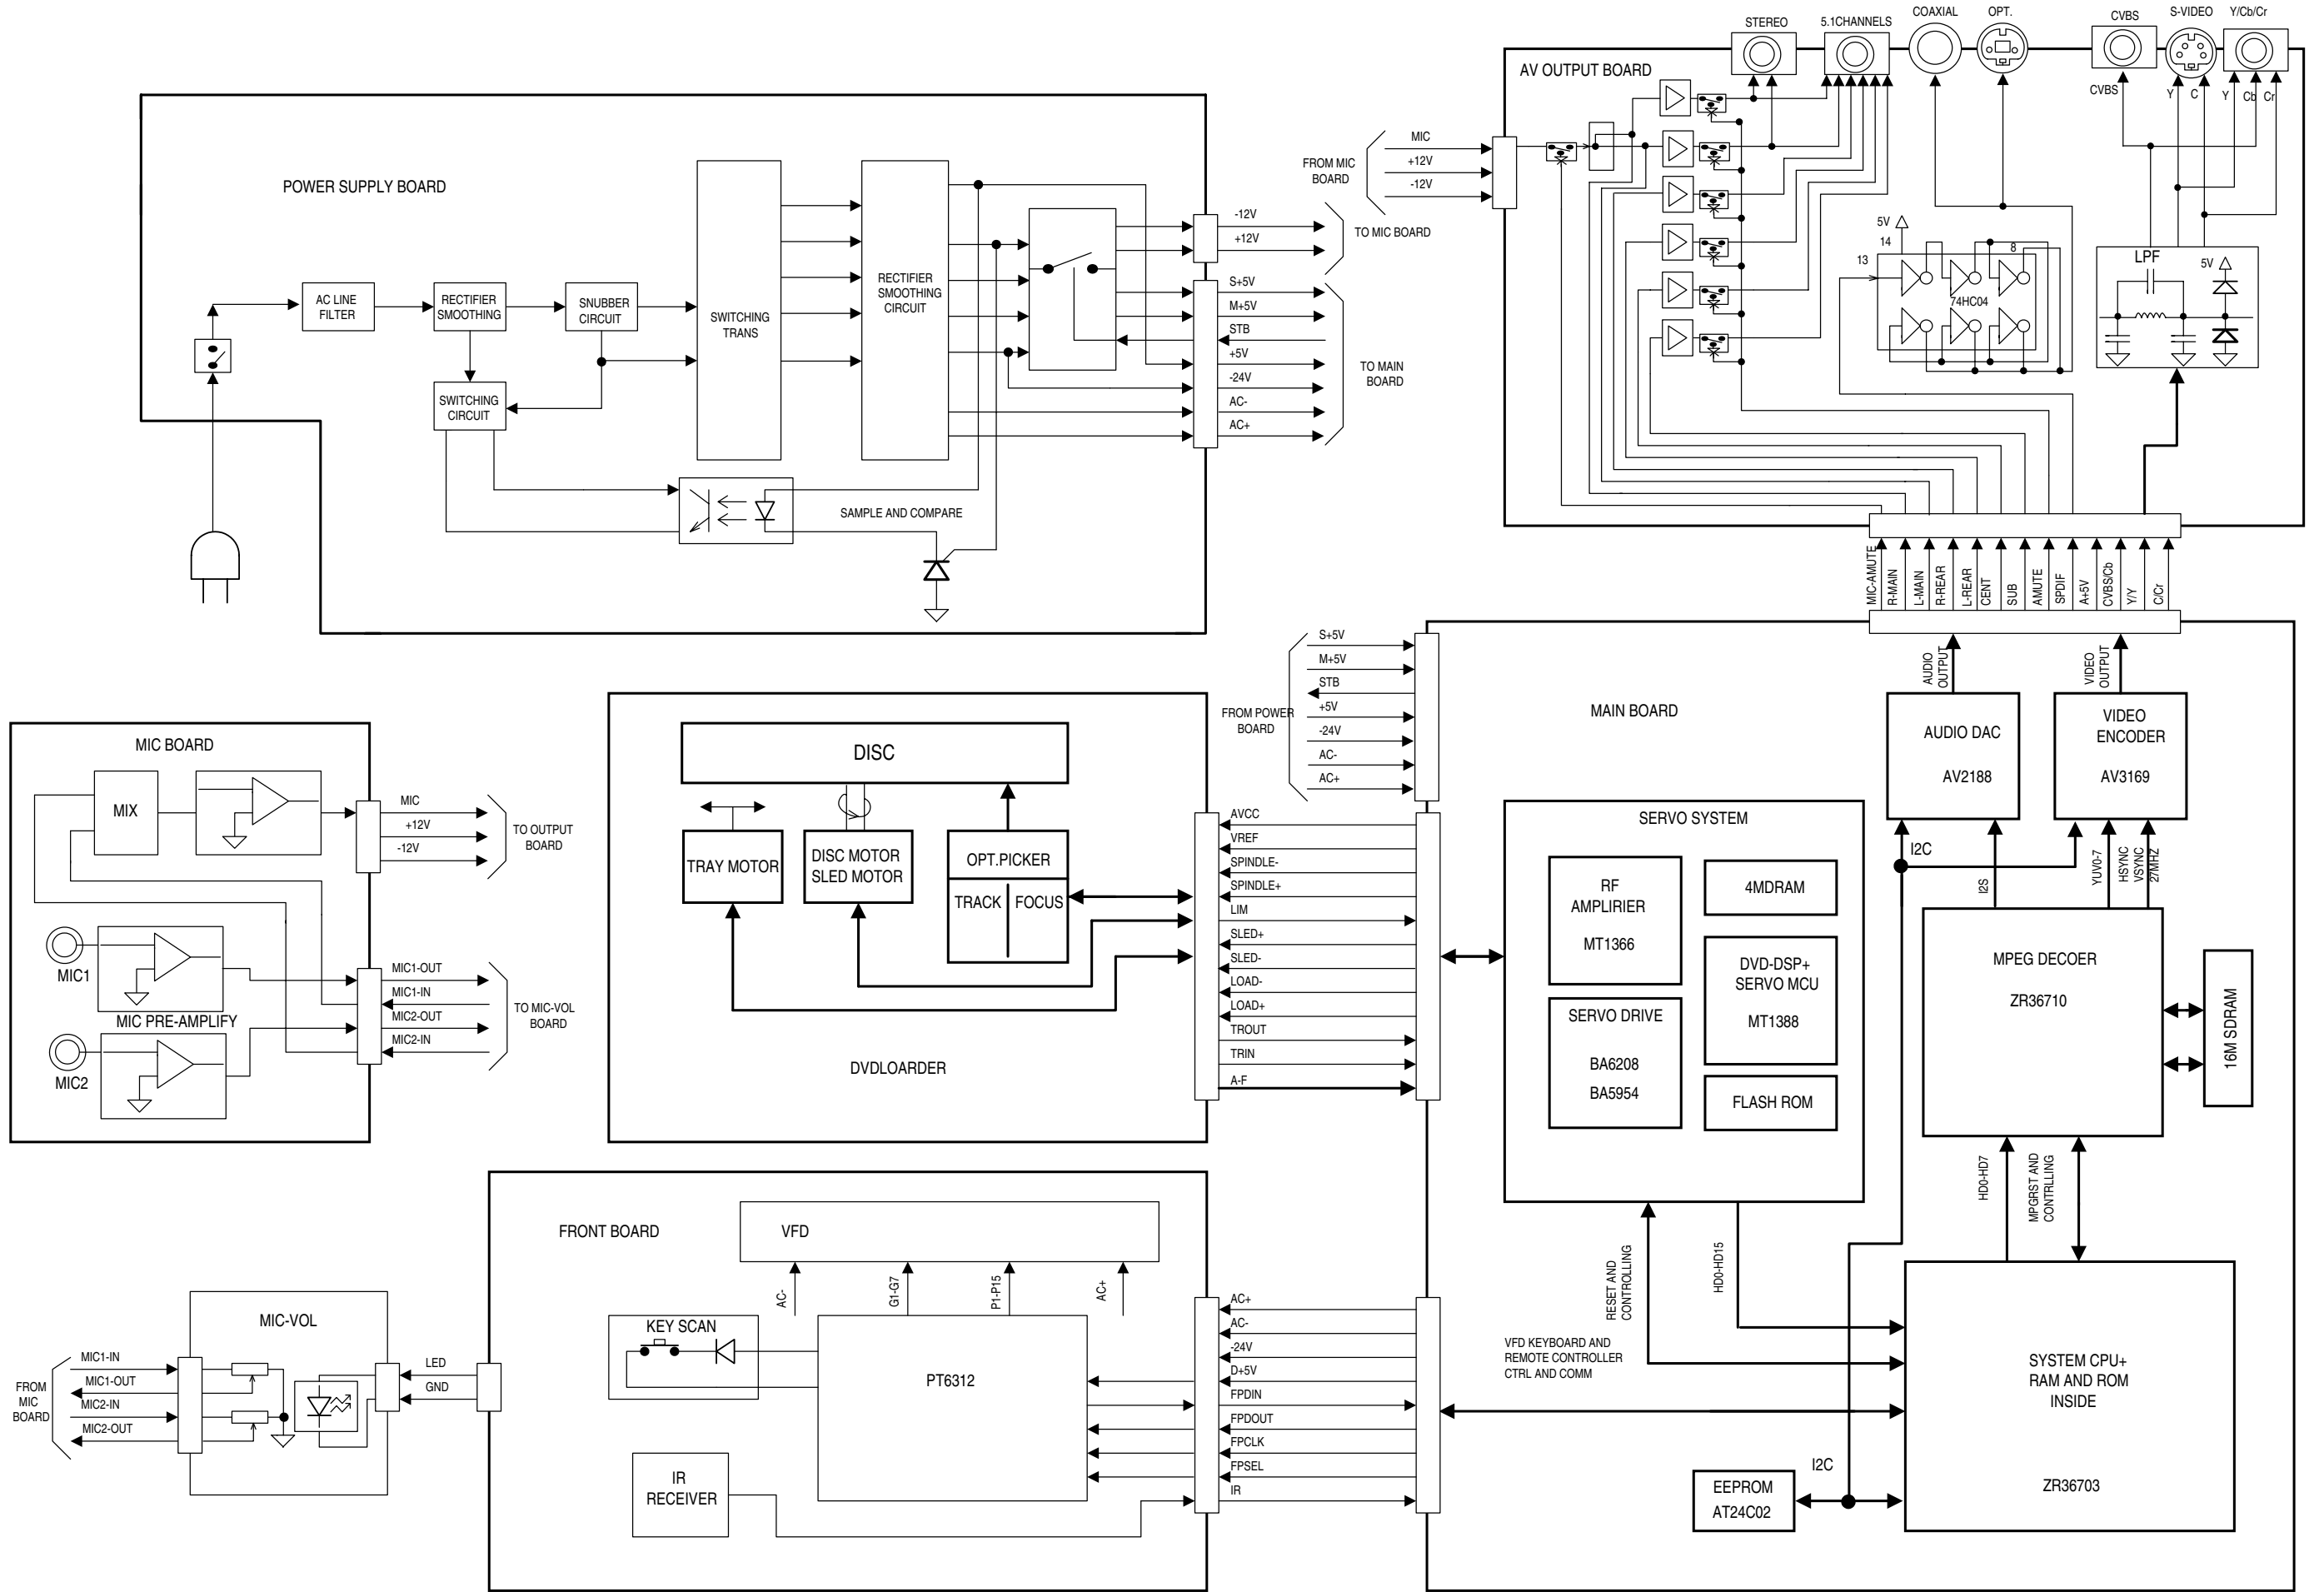 STEREO
5.1CHANNELS
COAXIAL
OPT.
CVBS
S-VIDEO
Y/Cb/Cr
AV OUTPUT BOARD
CVBS
Y
C
Y
Cb
Cr
FROM MIC
BOARD
MIC
+12V
-12V
5V
14
13
8
74HC04
LPF
5V
POWER SUPPLY BOARD
AC LINE
FILTER
RECTIFIER
SMOOTHING
SNUBBER
CIRCUIT
SWITCHING
CIRCUIT
SWITCHING
TRANS
RECTIFIER
SMOOTHING
CIRCUIT
SAMPLE AND COMPARE
-12V
+12V
TO MIC BOARD
S+5V
M+5V
STB
+5V
-24V
AC-
AC+
TO MAIN
BOARD
MIC-AMUTE
R-MAIN
L-MAIN
R-REAR
L-REAR
CENT
SUB
AMUTE
SPDIF
A+5V
CVBS/Cb
Y/Y
C/Cr
FROM POWER
BOARD
S+5V
M+5V
STB
+5V
-24V
AC-
AC+
MAIN BOARD
AUDIO
OUTPUT
VIDEO
OUTPUT
AUDIO DAC
AV2188
VIDEO
ENCODER
AV3169
I2C
I2S
YUV0-7
HSYNC
VSYNC
27MHZ
MIC BOARD
MIX
MIC
+12V
-12V
TO OUTPUT
BOARD
MIC1
MIC PRE-AMPLIFY
MIC2
MIC1-OUT
MIC1-IN
MIC2-OUT
MIC2-IN
TO MIC-VOL
BOARD
DISC
TRAY MOTOR
DISC MOTOR
SLED MOTOR
OPT.PICKER
TRACK
FOCUS
DVDLOARDER
AVCC
VREF
SPINDLE-
SPINDLE+
LIM
SLED+
SLED-
LOAD-
LOAD+
TROUT
TRIN
A-F
SERVO SYSTEM
RF
AMPLIRIER
MT1366
4MDRAM
DVD-DSP+
SERVO MCU
MT1388
SERVO DRIVE
BA6208
BA5954
FLASH ROM
MPEG DECOER
ZR36710
16M SDRAM
HD0-HD7
MPGRST AND
CONTRLLING
RESET AND
CONTROLLING
HD0-HD15
VFD KEYBOARD AND
REMOTE CONTROLLER
CTRL AND COMM
SYSTEM CPU+
RAM AND ROM
INSIDE
ZR36703
I2C
EEPROM
AT24C02
FRONT BOARD
VFD
AC-
G1-G7
P1-P15
AC+
KEY SCAN
PT6312
IR
RECEIVER
AC+
AC-
-24V
D+5V
FPDIN
FPDOUT
FPCLK
FPSEL
IR
MIC-VOL
FROM
MIC
BOARD
MIC1-IN
MIC1-OUT
MIC2-IN
MIC2-OUT
LED
GND